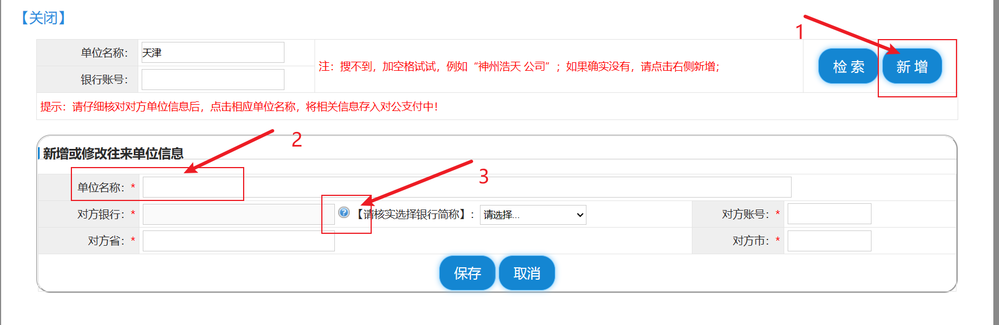 【关闭】
1
单位名称： 天津
注：搜不到，加空格试试，例如“神州浩天 公司”；如果确实没有，请点击右侧新增；
检 索 新 增
银行账号：
提示：请仔细核对对方单位信息后，点击相应单位名称，将相关信息存入对公支付中！
2
新增或修改往来单位信息
3
单位名称：*
对方银行：* 【请核实选择银行简称】： 请选择... 对方账号：*
对方省：* 对方市：*
保存 取消